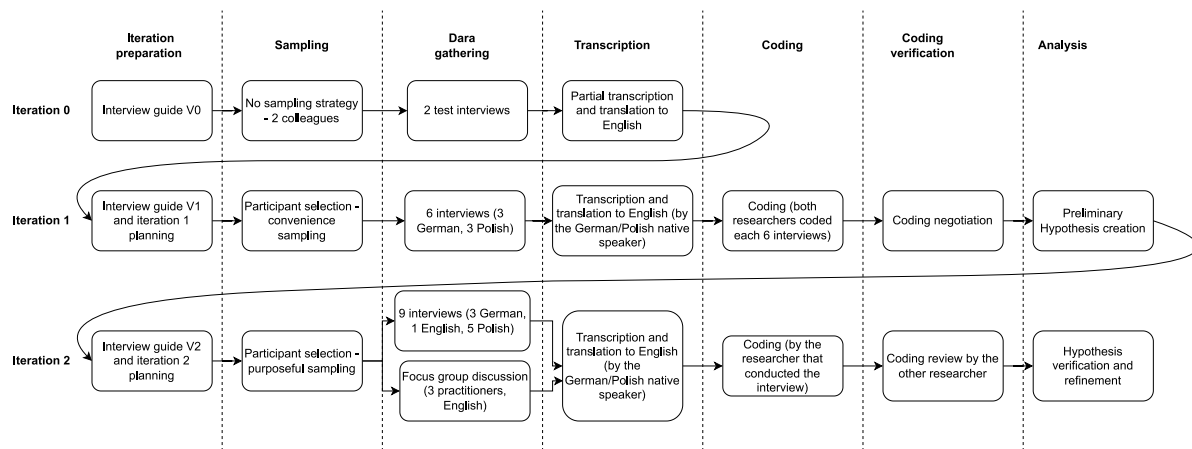 Iteration
preparation
Sampling
Dara
gathering
Transcription
Coding
Coding
verification
Analysis
Iteration 0
Interview guide V0
No sampling strategy
- 2 colleagues
2 test interviews
Partial transcription
and translation to
English
Iteration 1
Interview guide V1
and iteration 1
planning
Participant selection -
convenience
sampling
6 interviews (3
German, 3 Polish)
Transcription and
translation to English (by
the German/Polish native
speaker)
Coding (both
researchers coded
each 6 interviews)
Coding negotiation
Preliminary
Hypothesis creation
Iteration 2
Interview guide V2
and iteration 2
planning
Participant selection -
purposeful sampling
9 interviews (3 German,
1 English, 5 Polish)
Focus group discussion
(3 practitioners,
English)
Transcription and
translation to English
(by the
German/Polish native
speaker)
Coding (by the
researcher that
conducted the
interview)
Coding review by the
other researcher
Hypothesis
verification and
refinement